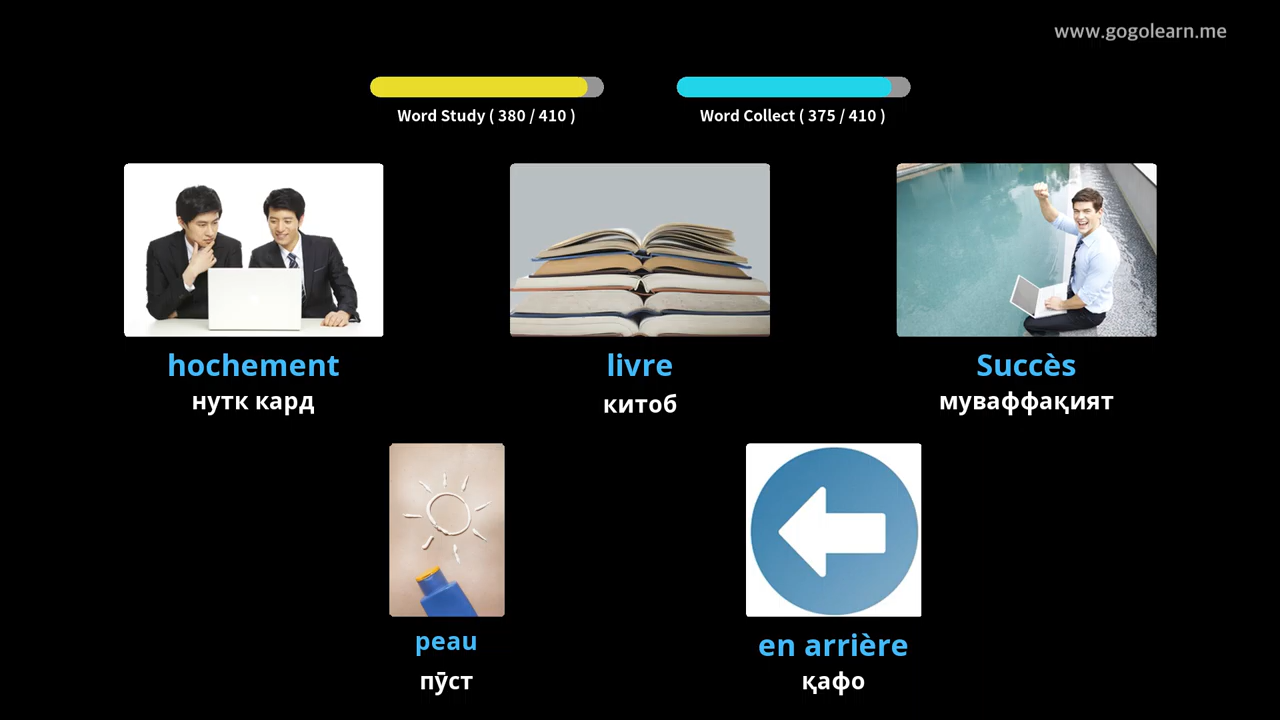 www.gogolearn.me
Word Study ( 380 / 410 )
Word Collect ( 375 / 410 )
hochement
нутк кард
livre
китоб
Succès
муваффақият
peau
пӯст
en arrière
қафо